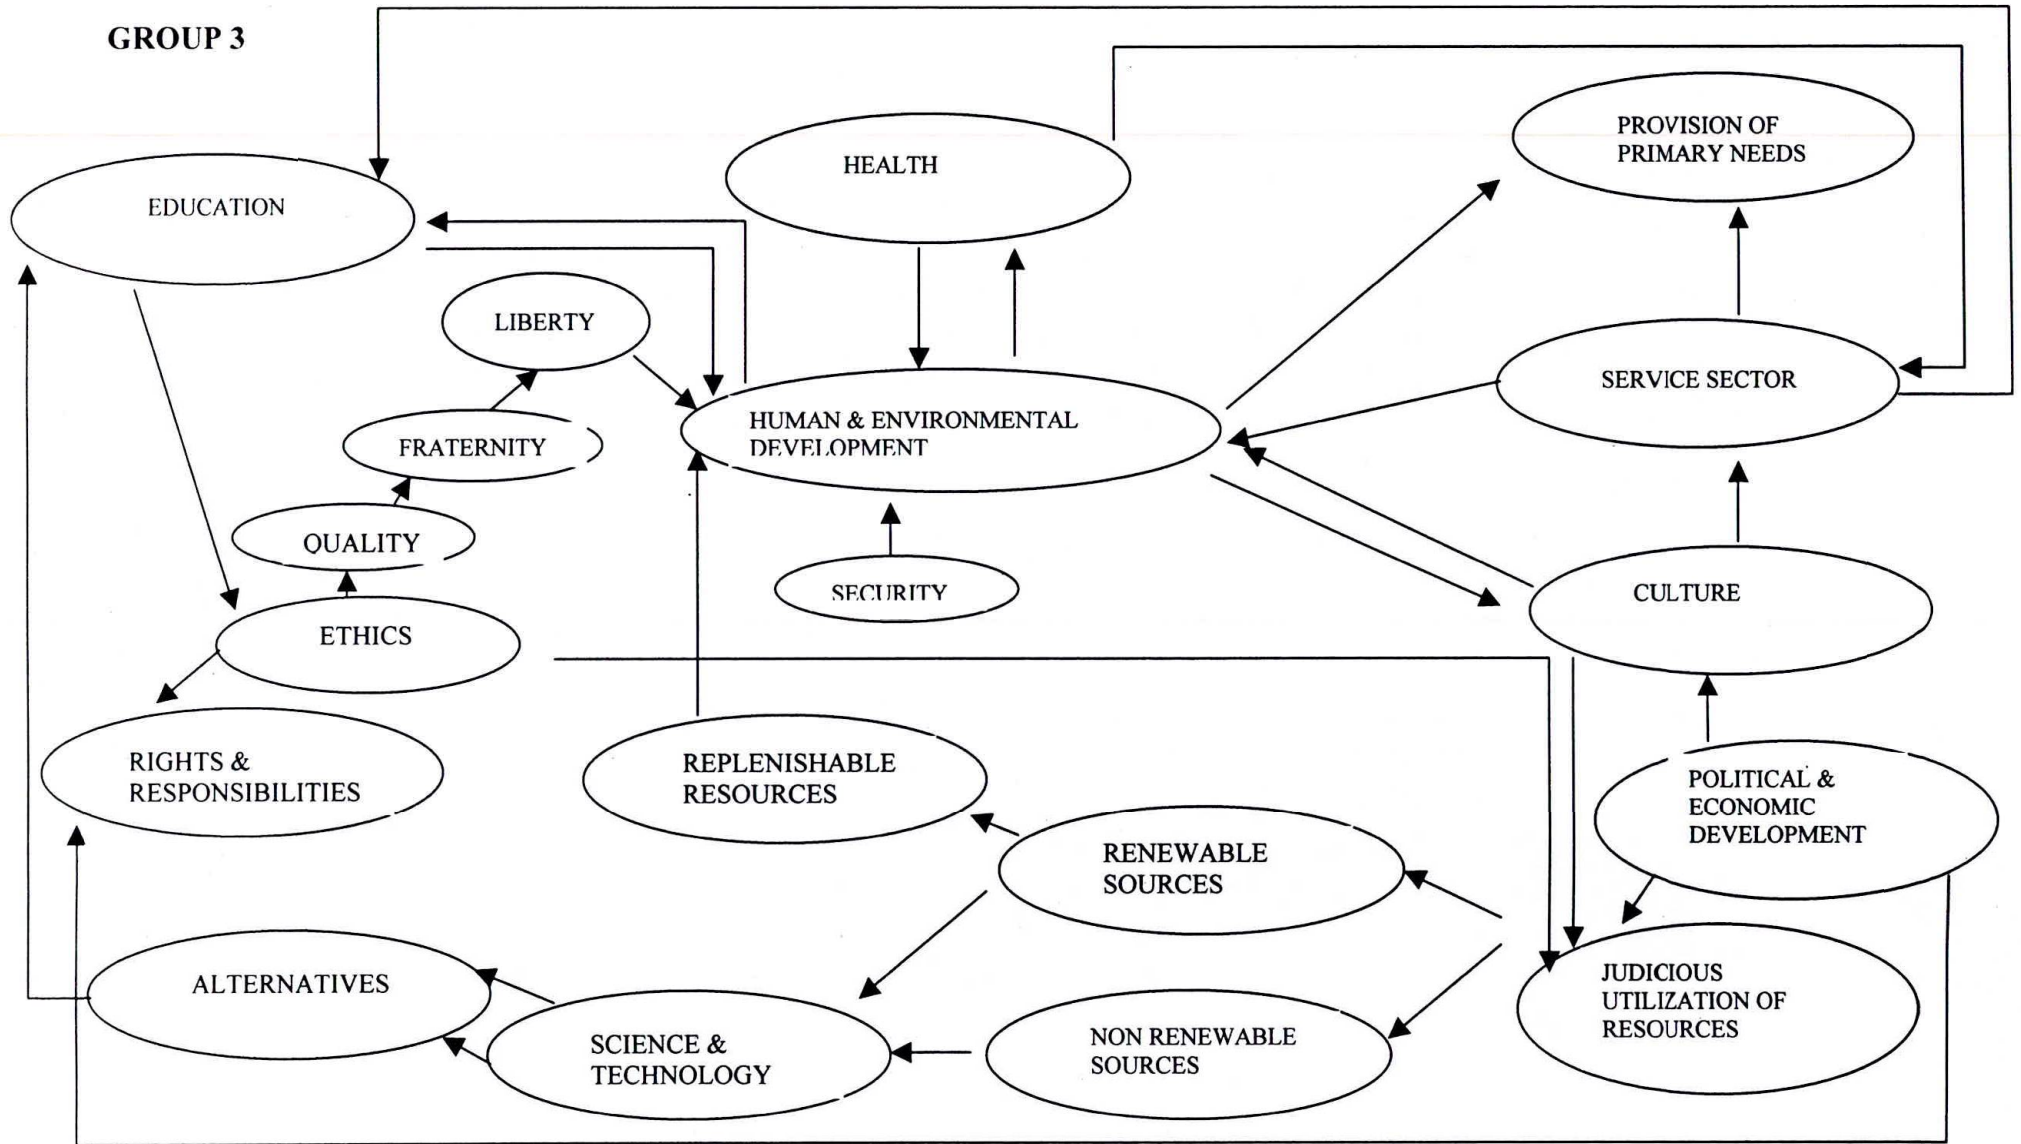 GROUP 3
PROVISION OF
PRIMARY NEEDS
HEALTH
EDUCATION
LIBERTY
SERVICE SECTOR
HUMAN & ENVIRONMENTAL
DEVELOPMENT
FRATERNITY
QUALITY
SECURITY
CULTURE
ETHICS
RIGHTS &
RESPONSIBILITIES
REPLENISHABLE
RESOURCES
POLITICAL &
ECONOMIC
DEVELOPMENT
RENEWABLE
SOURCES
ALTERNATIVES
JUDICIOUS
UTILIZATION OF
RESOURCES
SCIENCE &
TECHNOLOGY
NON RENEWABLE
SOURCES